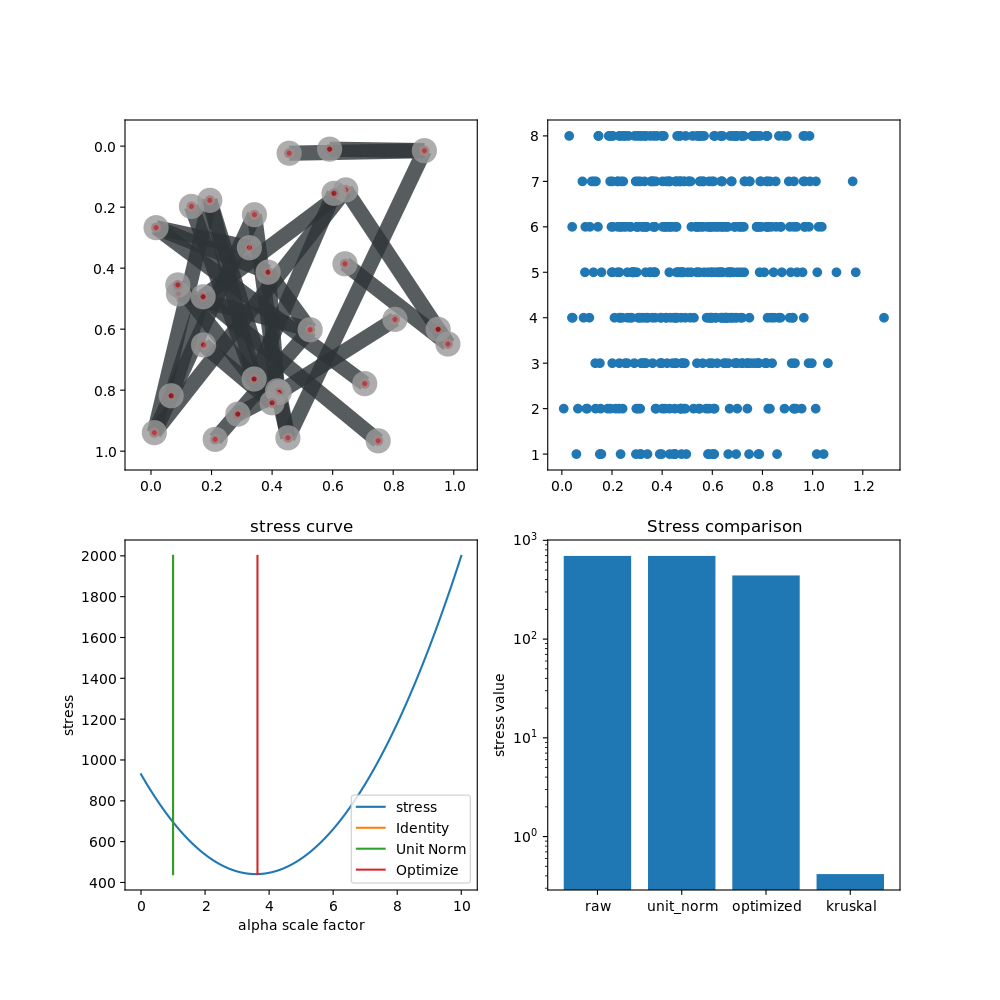 0.0
0.2
0.4
0.6
0.8
1.0
0.0 0.2 0.4 0.6 0.8 1.0
8
7
6
5
4
3
2
1
0.0 0.2 0.4 0.6 0.8 1.0 1.2
stress curve
2000
1800
1600
1400
1200
1000
800
600
400
stress
stress
Identity
Unit Norm
Optimize
0 2 4 6 8 10
alpha scale factor
Stress comparison
10³
10²
10¹
10⁰
stress value
raw unit_norm optimized kruskal